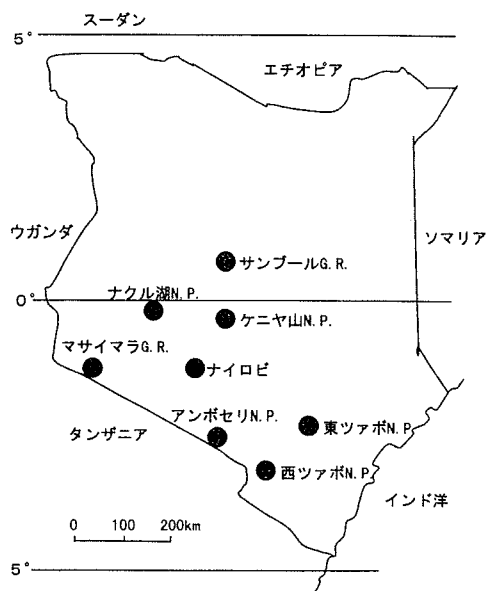 スーダン
5°
エチオピア
ウガンダ
ソマリア
サンブールG.R.
ナクル湖N.P.
0°
ケニヤ山N.P.
マサイマラG.R.
ナイロビ
アンボセリN.P.
タンザニア
東ツァボN.P.
西ツァボN.P.
インド洋
0 100 200km
5°